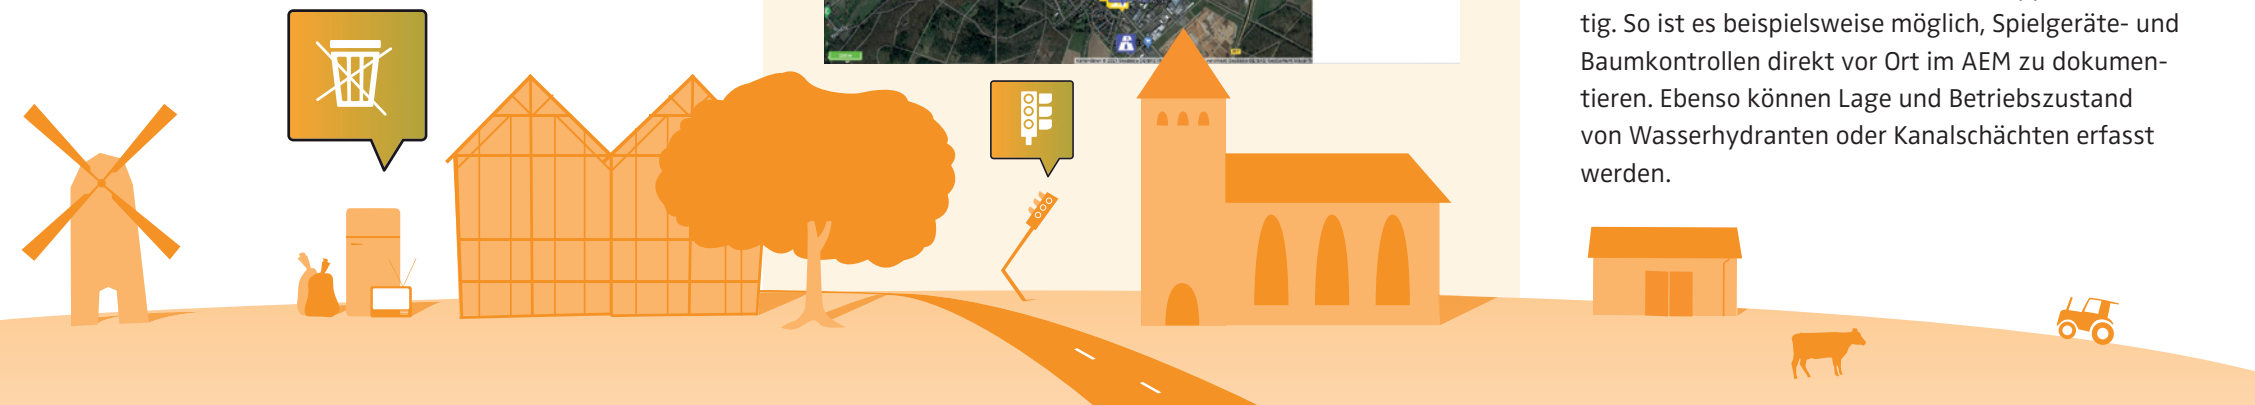 tig. So ist es beispielsweise möglich, Spielgeräte- und
Baumkontrollen direkt vor Ort im AEM zu dokumen-
tieren. Ebenso können Lage und Betriebszustand
von Wasserhydranten oder Kanalschächten erfasst
werden.